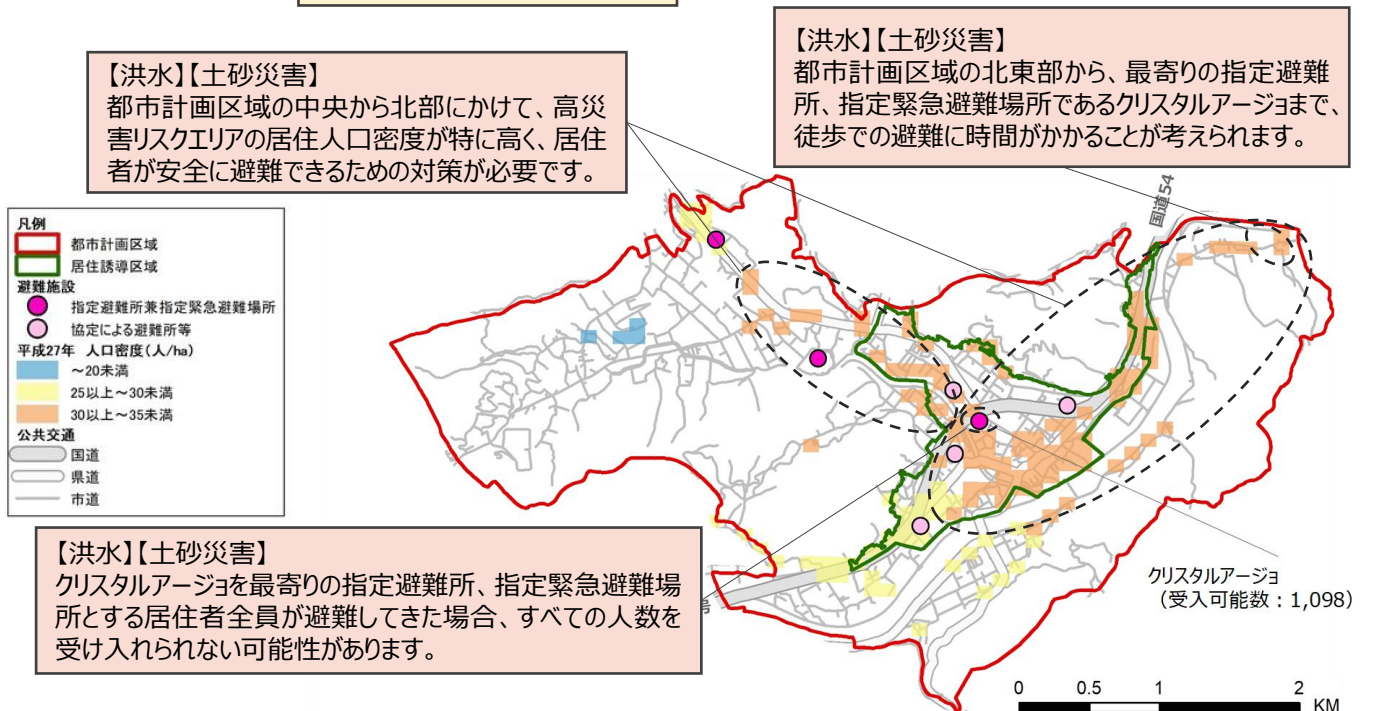 【洪水】【土砂災害】
都市計画区域の中央から北部にかけて、高災
害リスクエリアの居住人口密度が特に高く、居住
者が安全に避難できるための対策が必要です。
【洪水】【土砂災害】
都市計画区域の北東部から、最寄りの指定避難
所、指定緊急避難場所であるクリスタルアージョまで、
徒歩での避難に時間がかかることが考えられます。
国道54
凡例
都市計画区域
居住誘導区域
避難施設
指定避難所兼指定緊急避難場所
協定による避難所等
平成27年 人口密度(人/ha)
～20未満
25以上～30未満
30以上～35未満
公共交通
国道
県道
市道
【洪水】【土砂災害】
クリスタルアージョを最寄りの指定避難所、指定緊急避難場
所とする居住者全員が避難してきた場合、すべての人数を
受け入れられない可能性があります。
号
クリスタルアージョ
（受入可能数：1,098）
0 0.5 1 2
KM